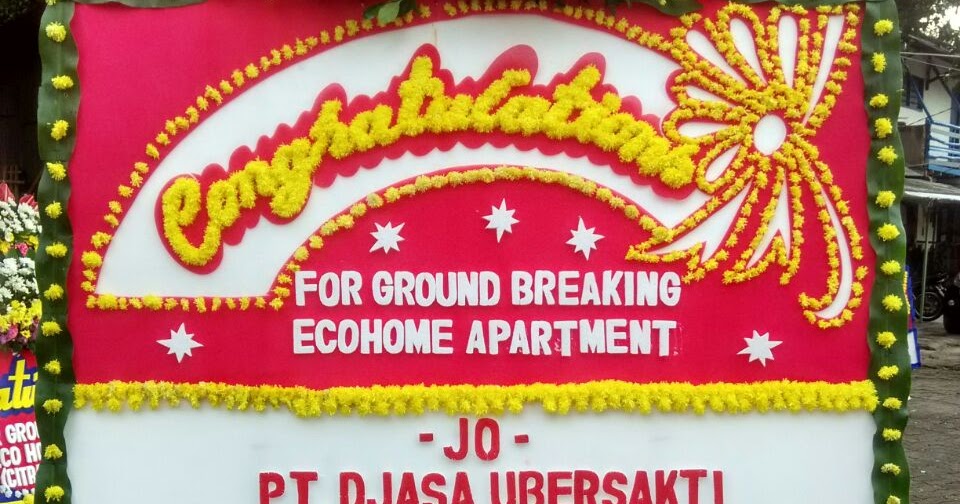 Congratulations
FOR GROUND BREAKING
ECOHOME APARTMENT
- JO -
PT DJASA UBERSAKTI